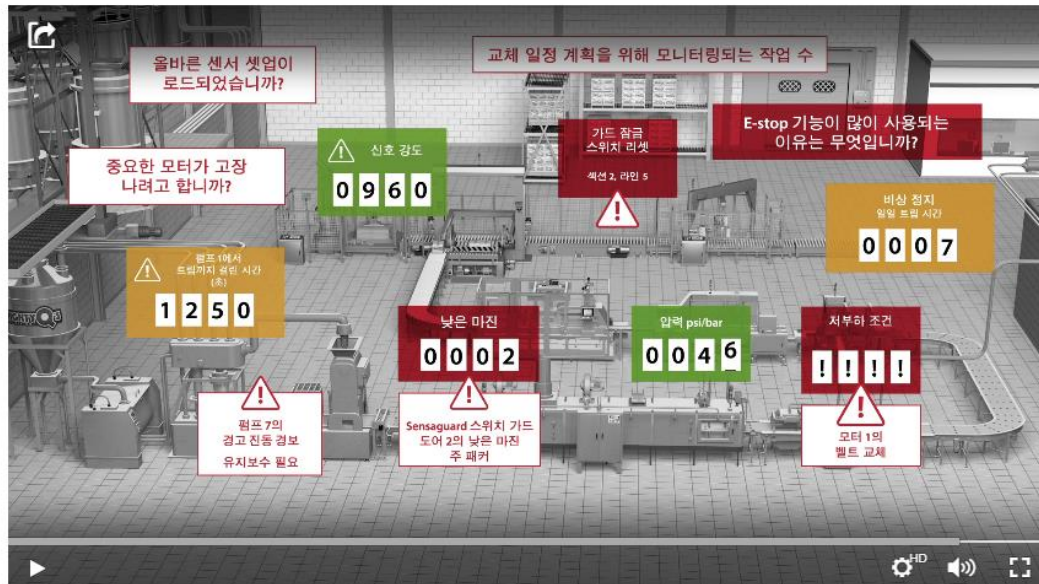 올바른 센서 셋업이
로드되었습니까?
교체 일정 계획을 위해 모니터링되는 작업 수
E-stop 기능이 많이 사용되는
이유는 무엇입니까?
중요한 모터가 고장
나려고 합니까?
신호 강도
0960
가드 잠금
스위치 리셋
섹션 2, 라인 5
비상 정지
일일 트립 시간
0007
펌프 1에서
트립까지 걸린 시간
(초)
1250
낮은 마진
0002
압력 psi/bar
0046
저부하 조건
!!!!
펌프 7의
경고 진동 경보
유지보수 필요
Sensaguard 스위치 가드
도어 2의 낮은 마진
주 패커
모터 1의
벨트 교체
HD